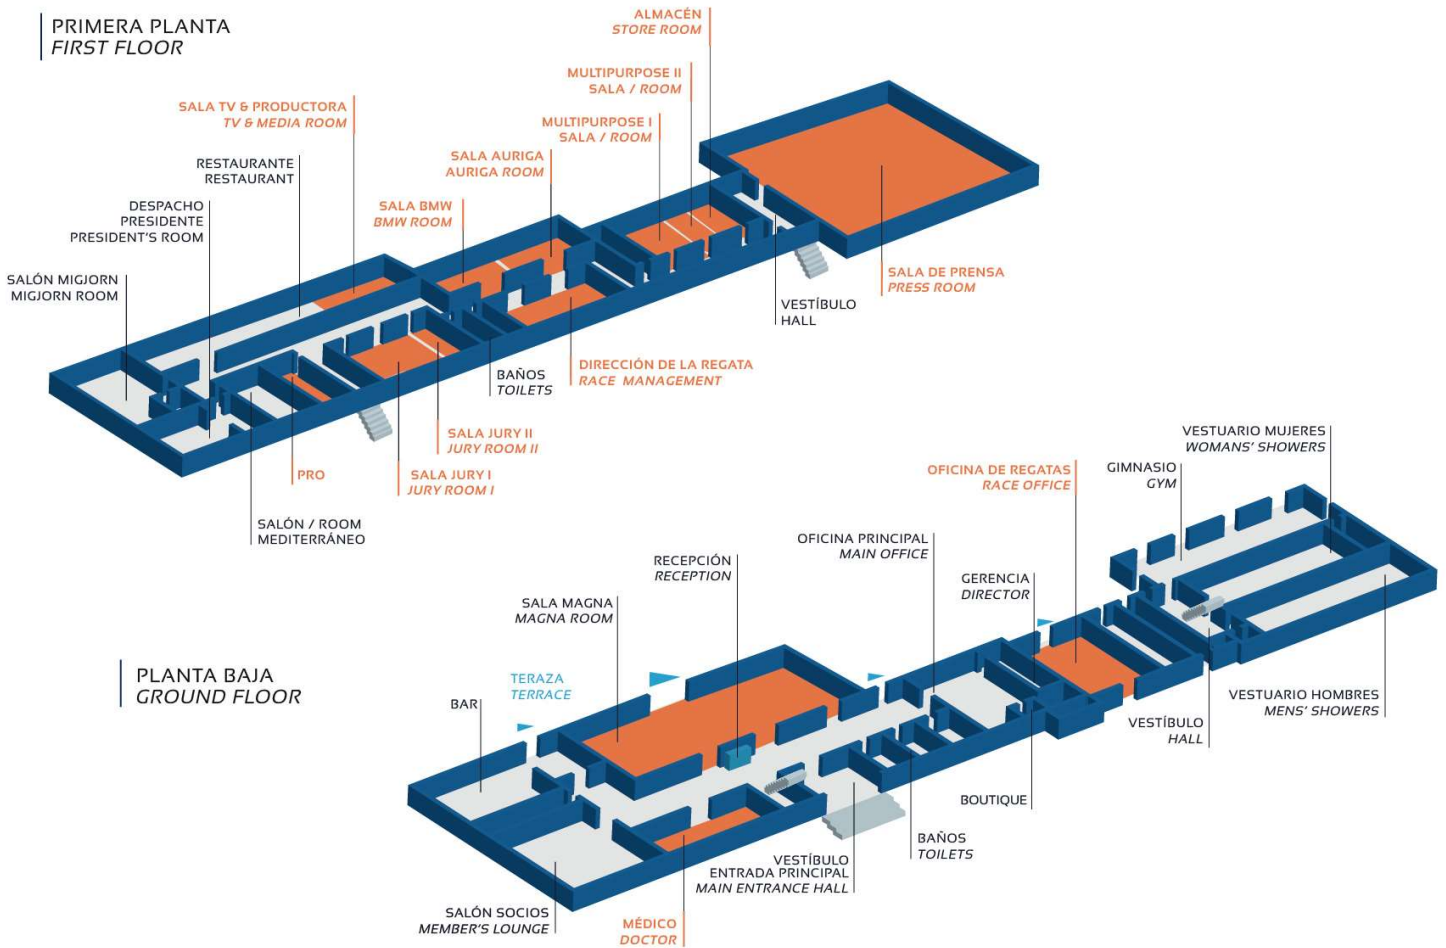 PRIMERA PLANTA
FIRST FLOOR
ALMACÉN
STORE ROOM
MULTIPURPOSE II
SALA / ROOM
MULTIPURPOSE I
SALA / ROOM
SALA TV & PRODUCTORA
TV & MEDIA ROOM
SALA AURIGA
AURIGA ROOM
RESTAURANTE
RESTAURANT
SALA BMW
BMW ROOM
DESPACHO
PRESIDENTE
PRESIDENT'S ROOM
SALÓN MIGJORN
MIGJORN ROOM
SALA DE PRENSA
PRESS ROOM
VESTÍBULO
HALL
DIRECCIÓN DE LA REGATA
RACE MANAGEMENT
BAÑOS
TOILETS
SALA JURY II
JURY ROOM II
SALA JURY I
JURY ROOM I
PRO
SALÓN / ROOM
MEDITERRÁNEO
PLANTA BAJA
GROUND FLOOR
VESTUARIO MUJERES
WOMANS' SHOWERS
GIMNASIO
GYM
OFICINA DE REGATAS
RACE OFFICE
OFICINA PRINCIPAL
MAIN OFFICE
RECEPCIÓN
RECEPTION
GERENCIA
DIRECTOR
SALA MAGNA
MAGNA ROOM
TERAZA
TERRACE
BAR
VESTUARIO HOMBRES
MENS' SHOWERS
VESTÍBULO
HALL
BOUTIQUE
BAÑOS
TOILETS
VESTÍBULO
ENTRADA PRINCIPAL
MAIN ENTRANCE HALL
SALÓN SOCIOS
MEMBER'S LOUNGE
MÉDICO
DOCTOR